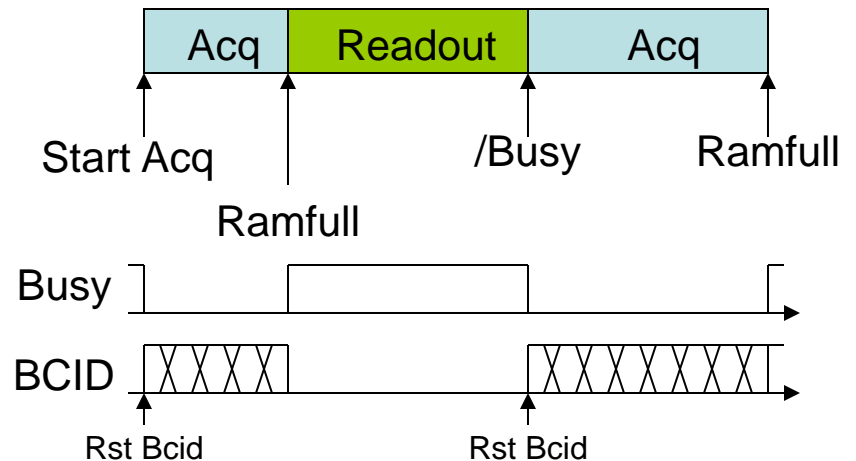 Acq Readout Acq
Start Acq /Busy Ramfull
Ramfull
Busy
BCID
Rst Bcid Rst Bcid